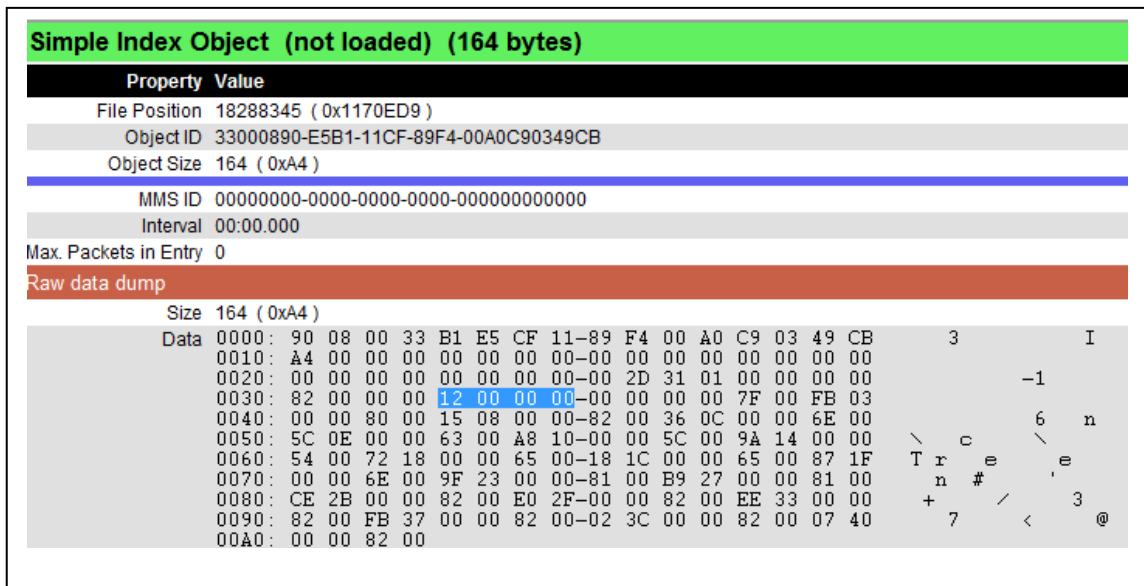 Simple Index Object (not loaded) (164 bytes)
Property Value
File Position 18288345 ( 0x1170ED9 )
Object ID 33000890-E5B1-11CF-89F4-00A0C90349CB
Object Size 164 ( 0xA4 )
MMS ID 00000000-0000-0000-0000-000000000000
Interval 00:00.000
Max. Packets in Entry 0
Raw data dump
Size 164 ( 0xA4 )
Data 0000: 90 08 00 33 B1 E5 CF 11-89 F4 00 A0 C9 03 49 CB 3 I
0010: A4 00 00 00 00 00 00 00-00 00 00 00 00 00 00 00
0020: 00 00 00 00 00 00 00 00-00 2D 31 01 00 00 00 00 -1
0030: 82 00 00 00 12 00 00 00-00 00 00 00 7F 00 FB 03
0040: 00 00 80 00 15 08 00 00-82 00 36 0C 00 00 6E 00 6 n
0050: 5C 0E 00 00 63 00 A8 10-00 00 5C 00 9A 14 00 00 \ c \
0060: 54 00 72 18 00 00 65 00-18 1C 00 00 65 00 87 1F T r e e
0070: 00 00 6E 00 9F 23 00 00-81 00 B9 27 00 00 81 00 n # '
0080: CE 2B 00 00 82 00 E0 2F-00 00 82 00 EE 33 00 00 + / 3
0090: 82 00 FB 37 00 00 82 00-02 3C 00 00 82 00 07 40 7 < @
00A0: 00 00 82 00